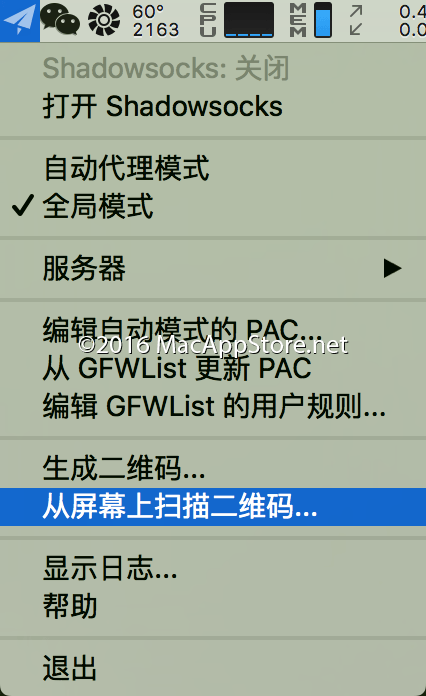 60°
2163
CPU
MEM
0.4
0.0
Shadowsocks: 关闭
打开 Shadowsocks
自动代理模式
全局模式
服务器
编辑自动模式的 PAC...
©2016 MacAppStore.net
从 GFWList 更新 PAC
编辑 GFWList 的用户规则...
生成二维码...
从屏幕上扫描二维码...
显示日志...
帮助
退出